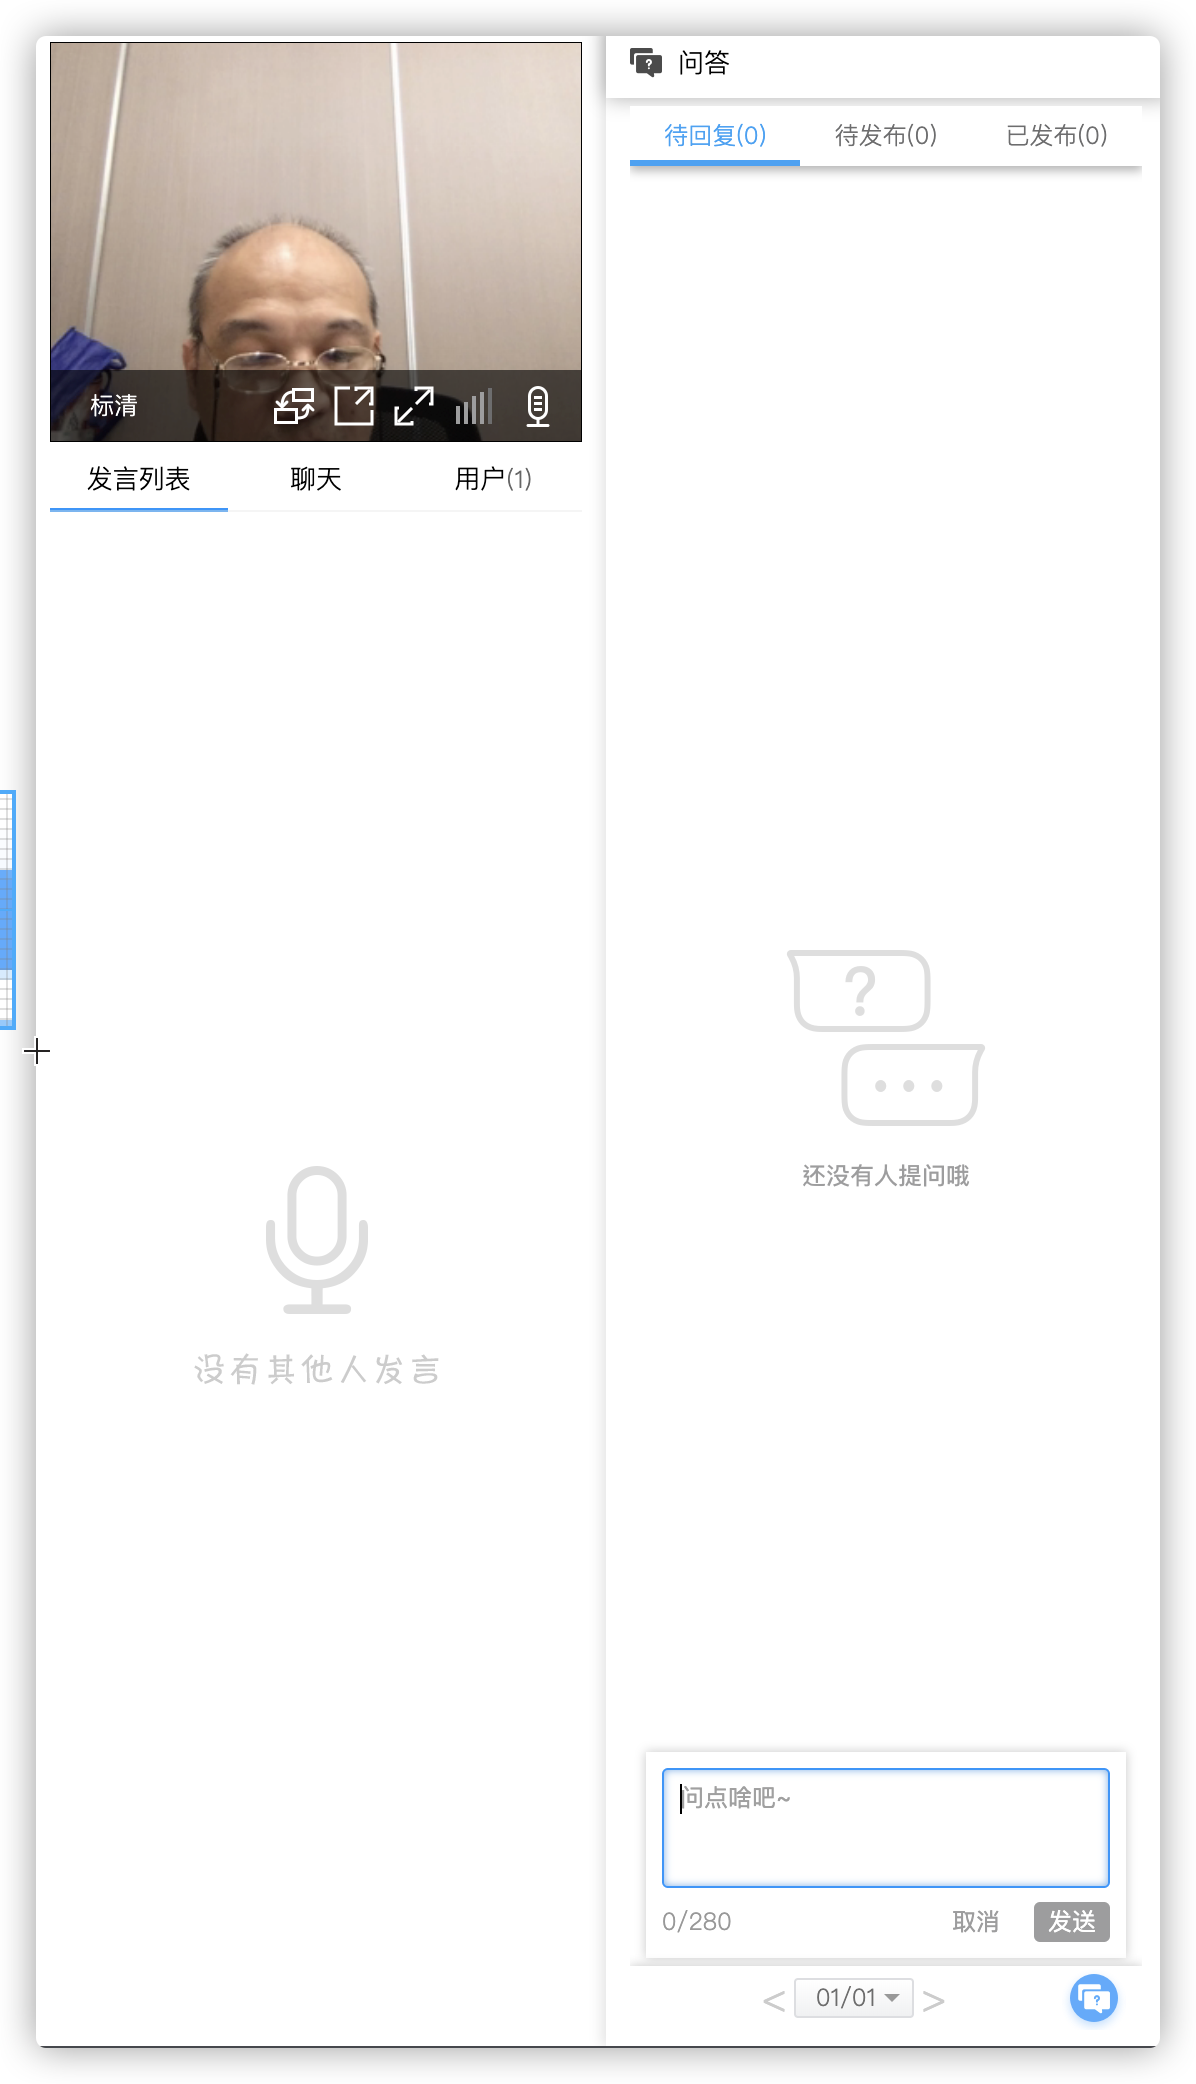 标清
发言列表 聊天 用户(1)
没有其他人发言
问答
待回复(0) 待发布(0) 已发布(0)
还没有人提问哦
问点啥吧~
0/280 取消 发送
< 01/01 >